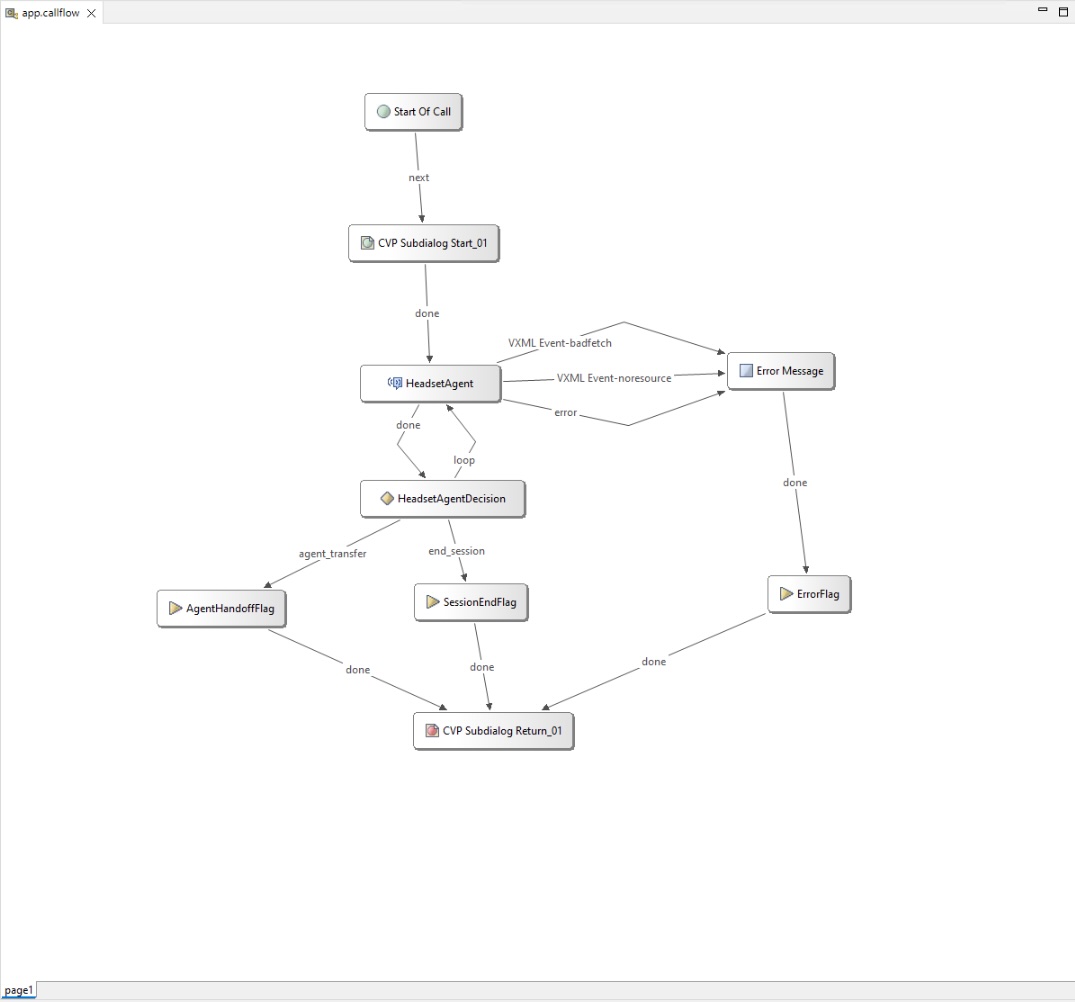 app.callflow
Start Of Call
next
CVP Subdialog Start_01
done
VXML Event-badfetch
HeadsetAgent
VXML Event-noresource
Error Message
error
done
loop
done
HeadsetAgentDecision
agent_transfer
end_session
AgentHandoffFlag
SessionEndFlag
ErrorFlag
done
done
done
CVP Subdialog Return_01
page1